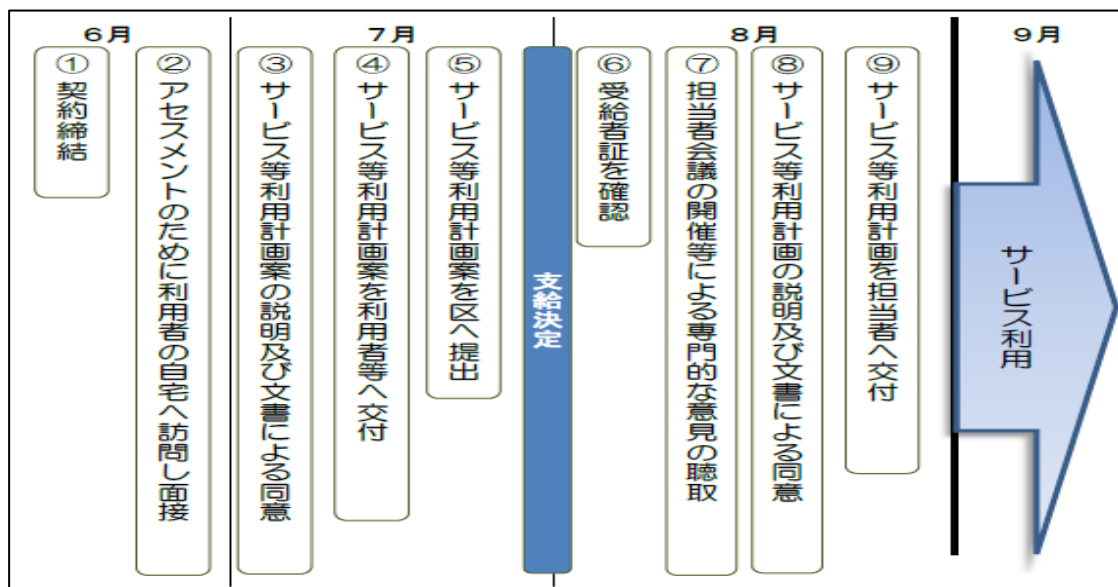 6月
7月
8月
9月
①契約締結
②アセスメントのために利用者の自宅へ訪問し面接
③サービス等利用計画案の説明及び文書による同意
④サービス等利用計画案を利用者等へ交付
⑤サービス等利用計画案を区へ提出
支給決定
⑥受給者証を確認
⑦担当者会議の開催等による専門的な意見の聴取
⑧サービス等利用計画の説明及び文書による同意
⑨サービス等利用計画を担当者へ交付
サービス利用